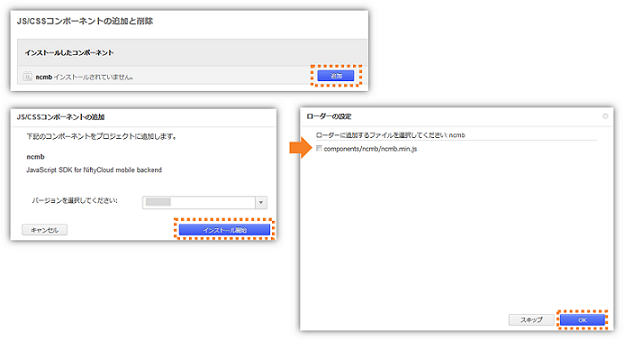 JS/CSSコンポーネントの追加と削除
インストールしたコンポーネント
ncmb インストールされていません。
追加
JS/CSSコンポーネントの追加
下記のコンポーネントをプロジェクトに追加します。
ncmb
JavaScript SDK for NiftyCloud mobile backend
バージョンを選択してください:
キャンセル
インストール開始
ローダーの設定
ローダーに追加するファイルを選択してください: ncmb
components/ncmb/ncmb.min.js
スキップ
OK